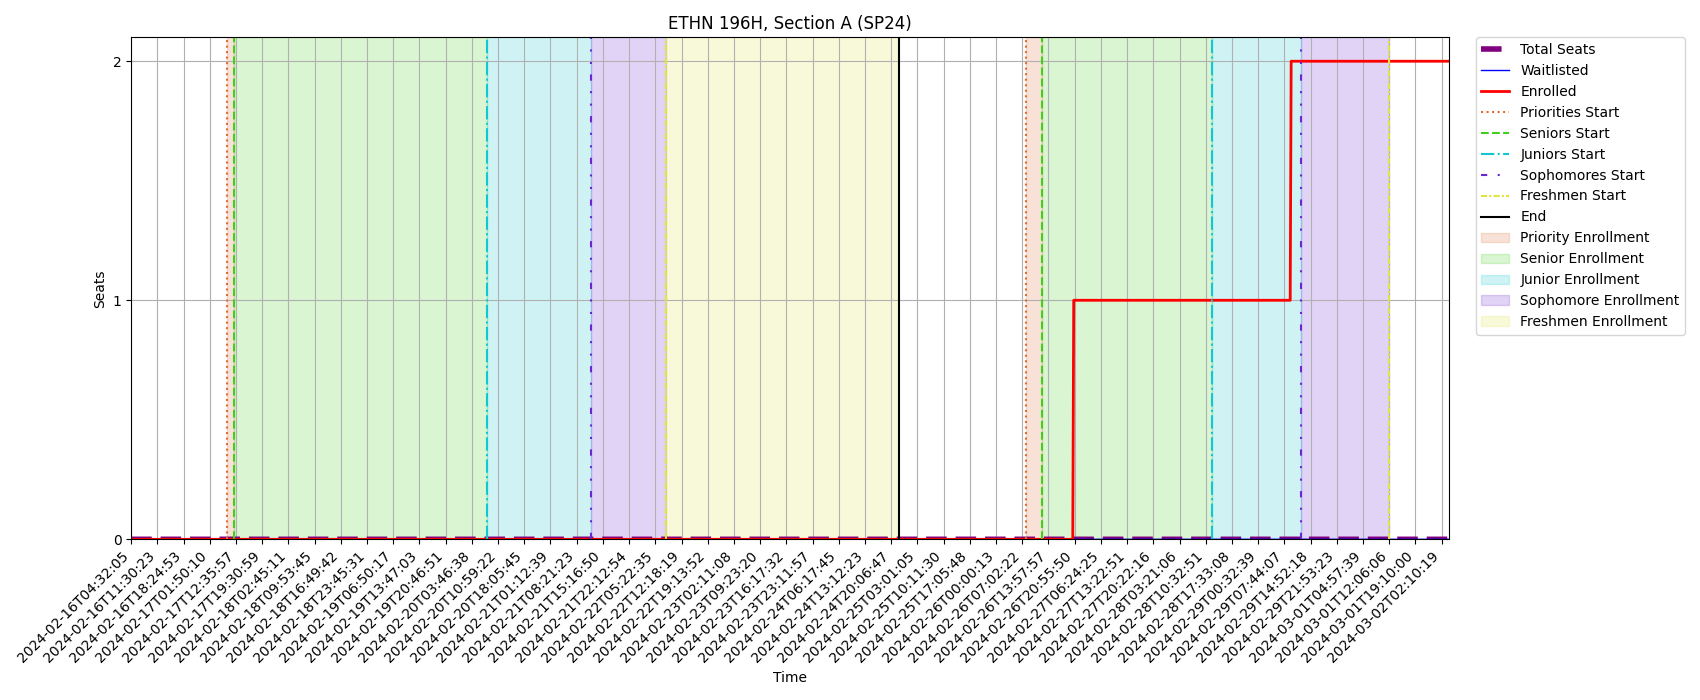 ETHN 196H, Section A (SP24)
Total Seats
Waitlisted
Enrolled
Priorities Start
Seniors Start
Juniors Start
Sophomores Start
Freshmen Start
End
Priority Enrollment
Senior Enrollment
Junior Enrollment
Sophomore Enrollment
Freshmen Enrollment
Seats
2
1
0
2024-02-16T04:32:05
2024-02-16T11:30:23
2024-02-16T18:24:53
2024-02-17T01:50:10
2024-02-17T12:35:57
2024-02-17T19:30:59
2024-02-18T02:45:11
2024-02-18T09:53:45
2024-02-18T16:49:42
2024-02-18T23:45:31
2024-02-19T06:50:17
2024-02-19T13:47:03
2024-02-19T20:46:51
2024-02-20T03:46:38
2024-02-20T10:59:22
2024-02-20T18:05:45
2024-02-21T01:12:39
2024-02-21T08:21:23
2024-02-21T15:16:50
2024-02-21T22:12:54
2024-02-22T05:22:35
2024-02-22T12:18:19
2024-02-22T19:13:52
2024-02-23T02:11:08
2024-02-23T09:23:20
2024-02-23T16:17:32
2024-02-23T23:11:57
2024-02-24T06:17:45
2024-02-24T13:12:23
2024-02-24T20:06:47
2024-02-25T03:01:05
2024-02-25T10:11:30
2024-02-25T17:05:48
2024-02-26T00:00:13
2024-02-26T07:02:22
2024-02-26T13:57:57
2024-02-26T20:55:50
2024-02-27T06:24:25
2024-02-27T13:22:51
2024-02-27T20:22:16
2024-02-28T03:21:06
2024-02-28T10:32:51
2024-02-28T17:33:08
2024-02-29T00:32:39
2024-02-29T07:44:07
2024-02-29T14:52:18
2024-02-29T21:53:23
2024-03-01T04:57:39
2024-03-01T12:06:06
2024-03-01T19:10:00
2024-03-02T02:10:19
Time